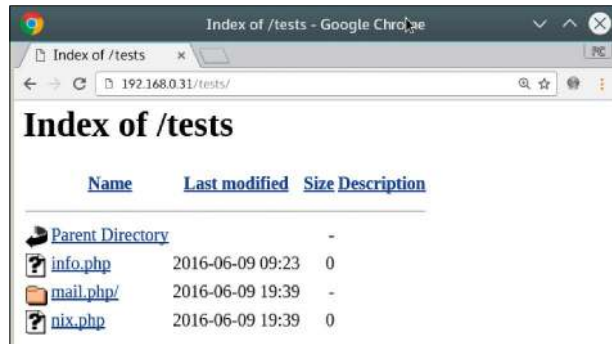 Index of /tests - Google Chrome
Index of /tests
192.168.0.31/tests/
Index of /tests
Name Last modified Size Description
Parent Directory -
info.php 2016-06-09 09:23 0
mail.php/ 2016-06-09 19:39 -
nix.php 2016-06-09 19:39 0